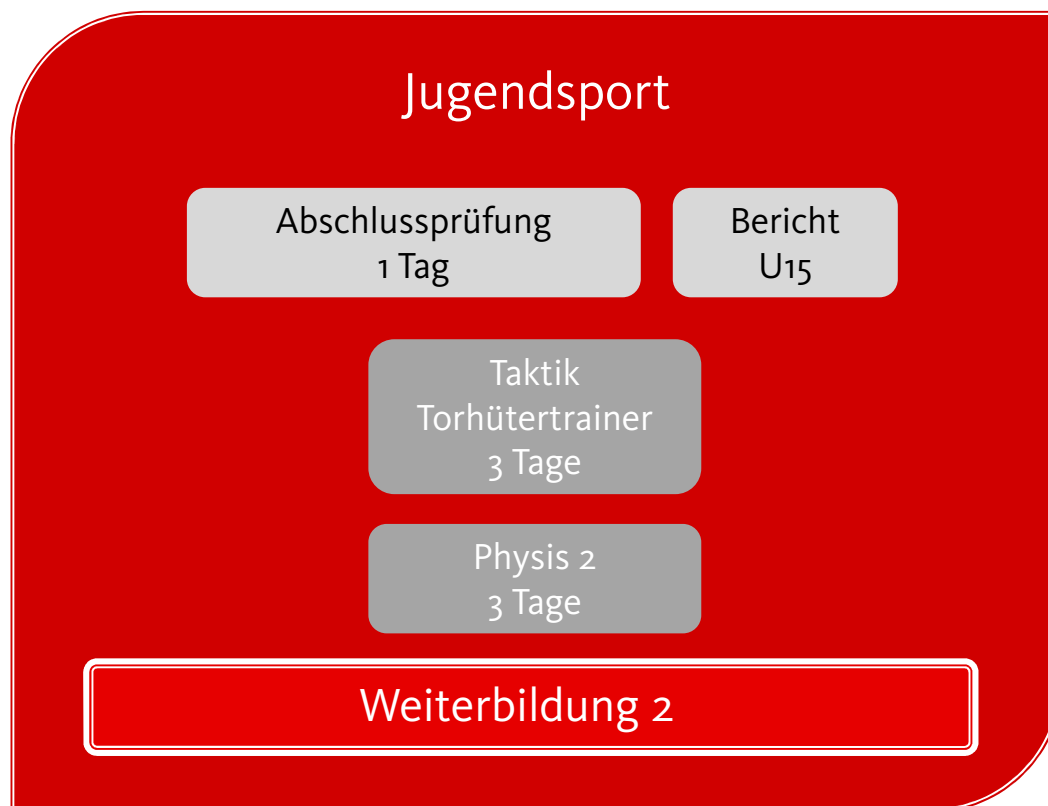 Jugendsport
Abschlussprüfung
1 Tag
Bericht
U15
Taktik
Torhütertrainer
3 Tage
Physis 2
3 Tage
Weiterbildung 2